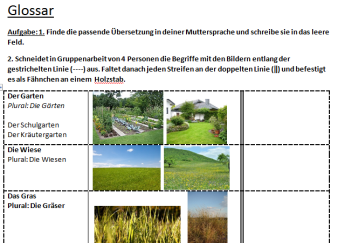 Glossar
Aufgabe: 1. Finde die passende Übersetzung in deiner Muttersprache und schreibe sie in das leere
Feld.
2. Schneidet in Gruppenarbeit von 4 Personen die Begriffe mit den Bildern entlang der
gestrichelten Linie (----) aus. Faltet danach jeden Streifen an der doppelten Linie (‖) und befestigt
es als Fähnchen an einem Holzstab.
Der Garten
Plural: Die Gärten
Der Schulgarten
Der Kräutergarten
Die Wiese
Plural: Die Wiesen
Das Gras
Plural: Die Gräser